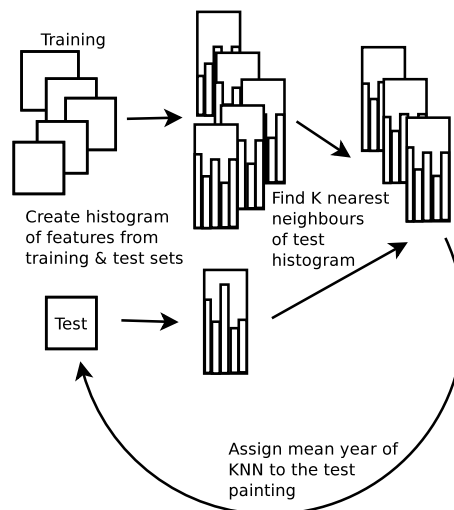 Training
Create histogram
of features from
training & test sets
Find K nearest
neighbours
of test
histogram
Test
Assign mean year of
KNN to the test
painting